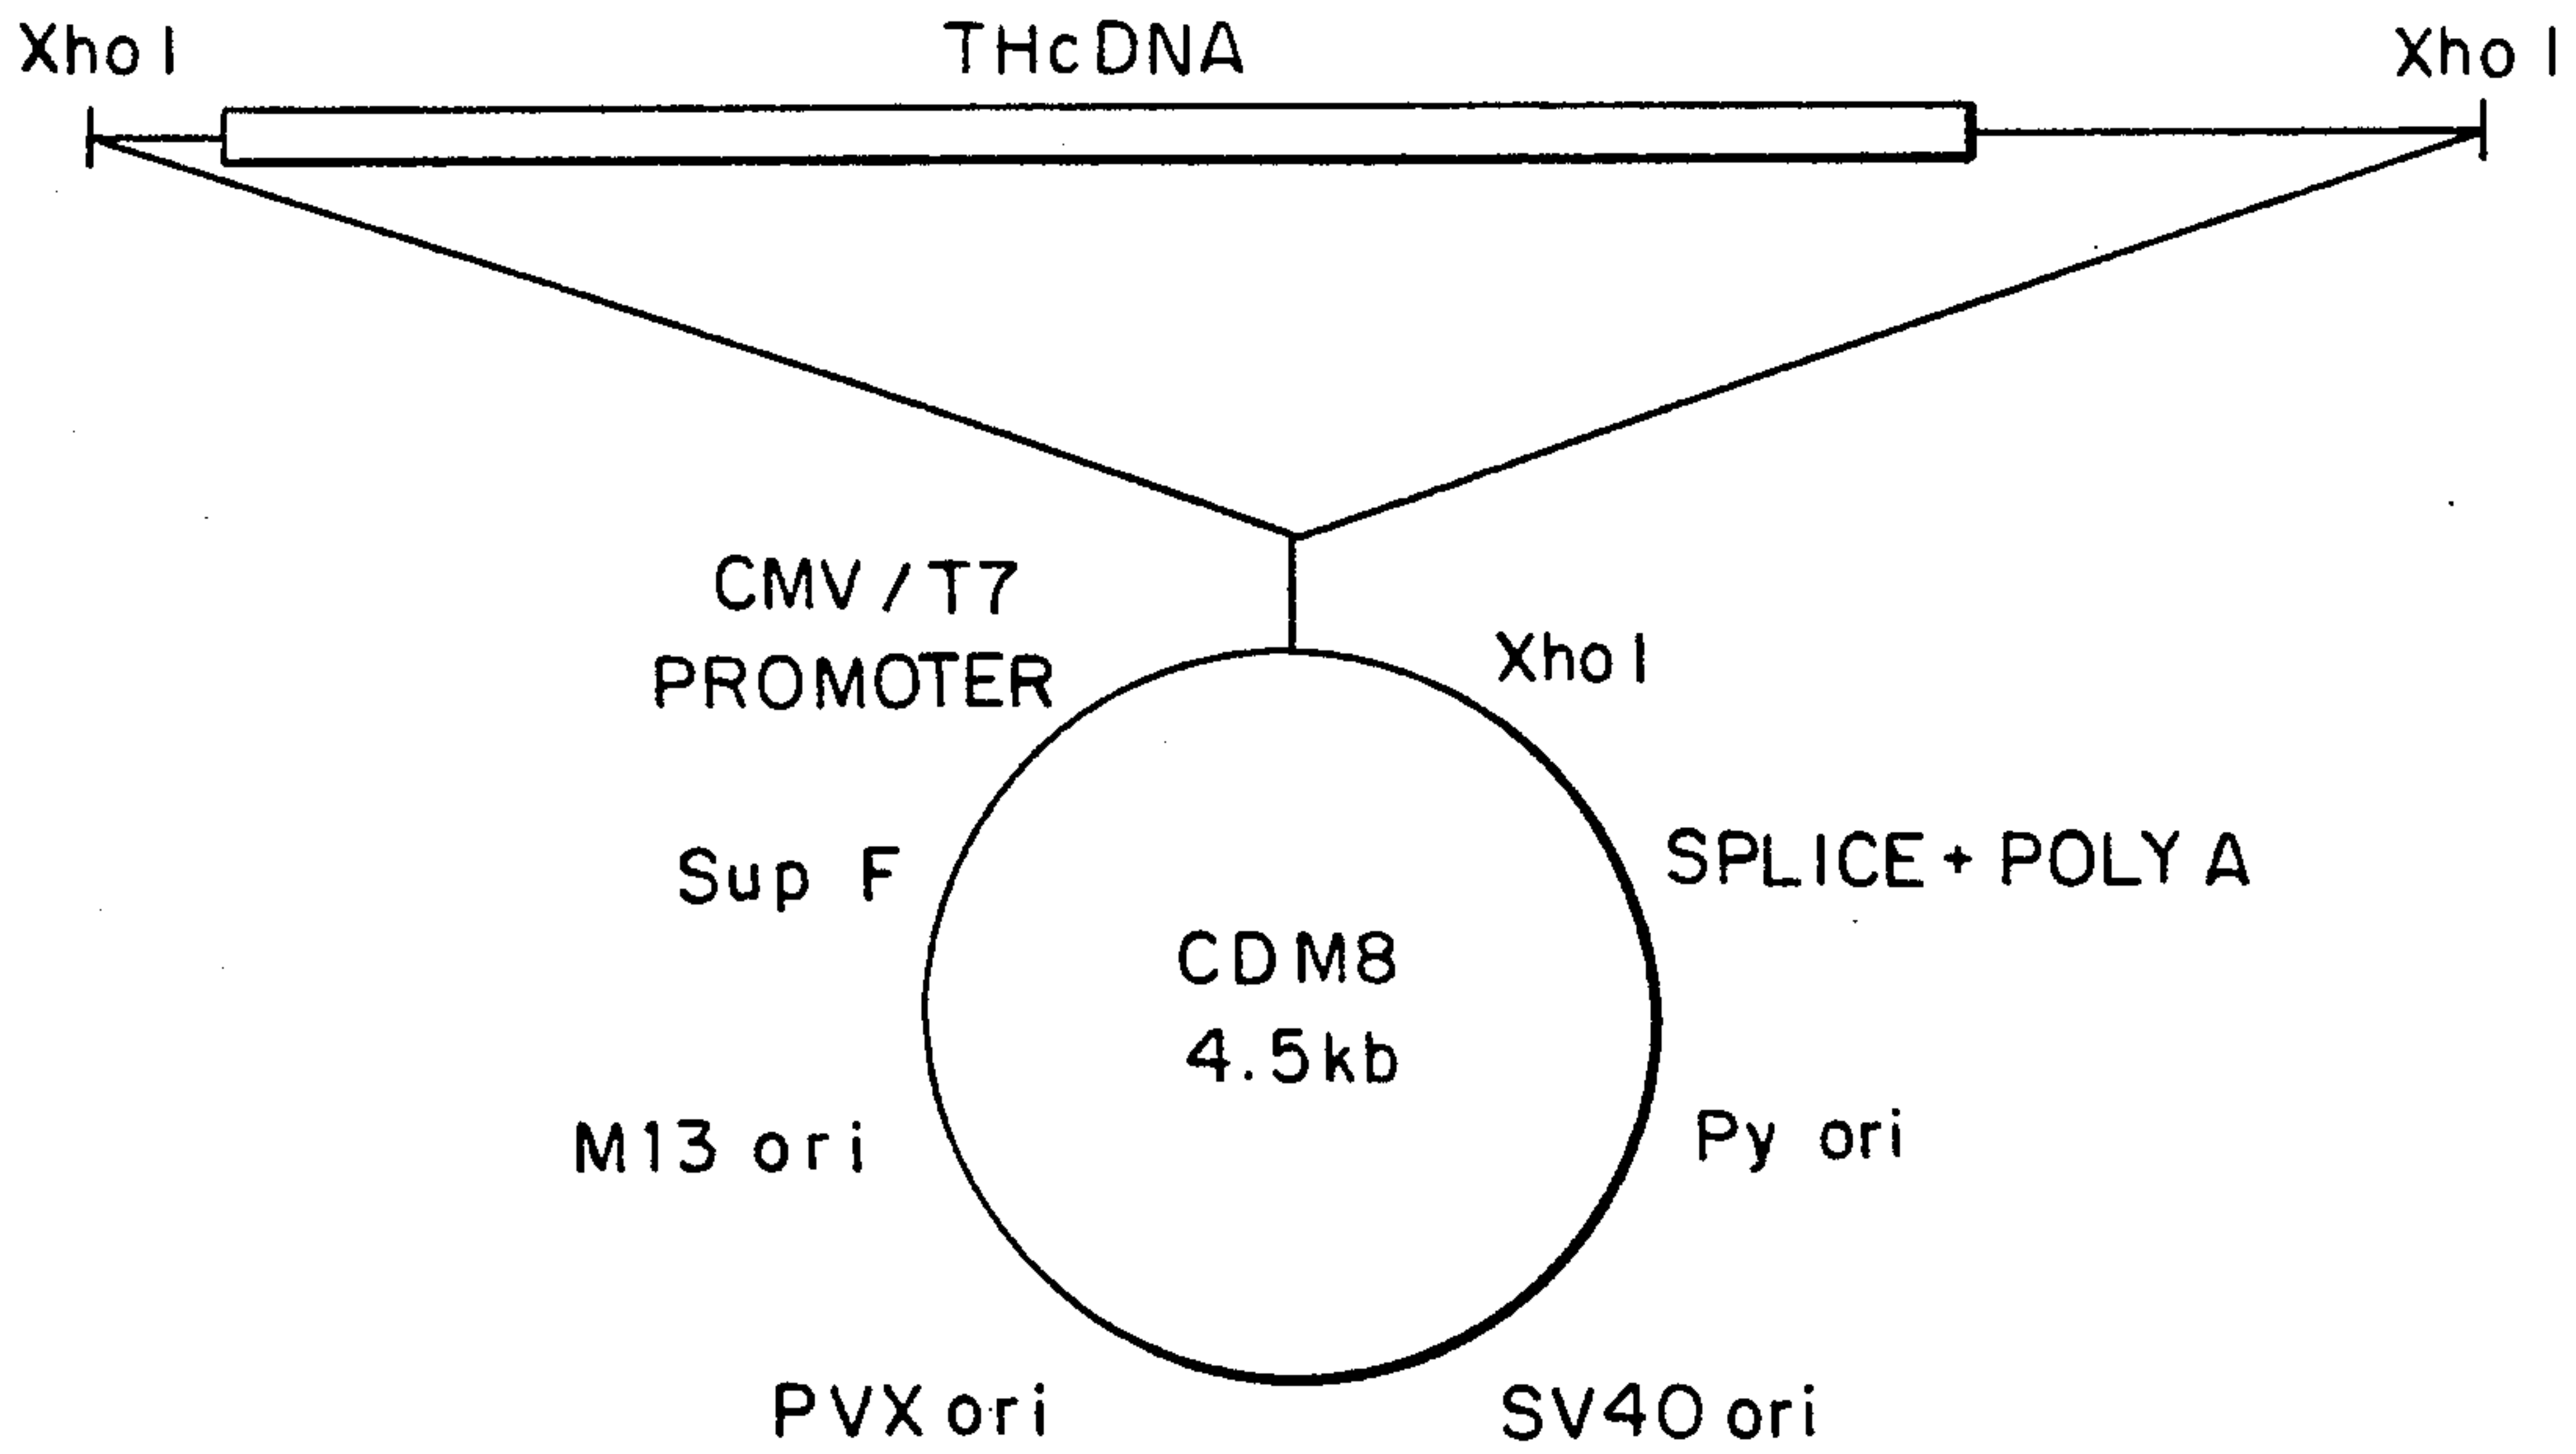 Xho I
THcDNA
Xho I
CMV/T7
PROMOTER
Xho I
Sup F
SPLICE + POLY A
CDM8
4.5kb
M13 ori
Py ori
PVX ori
SV40 ori